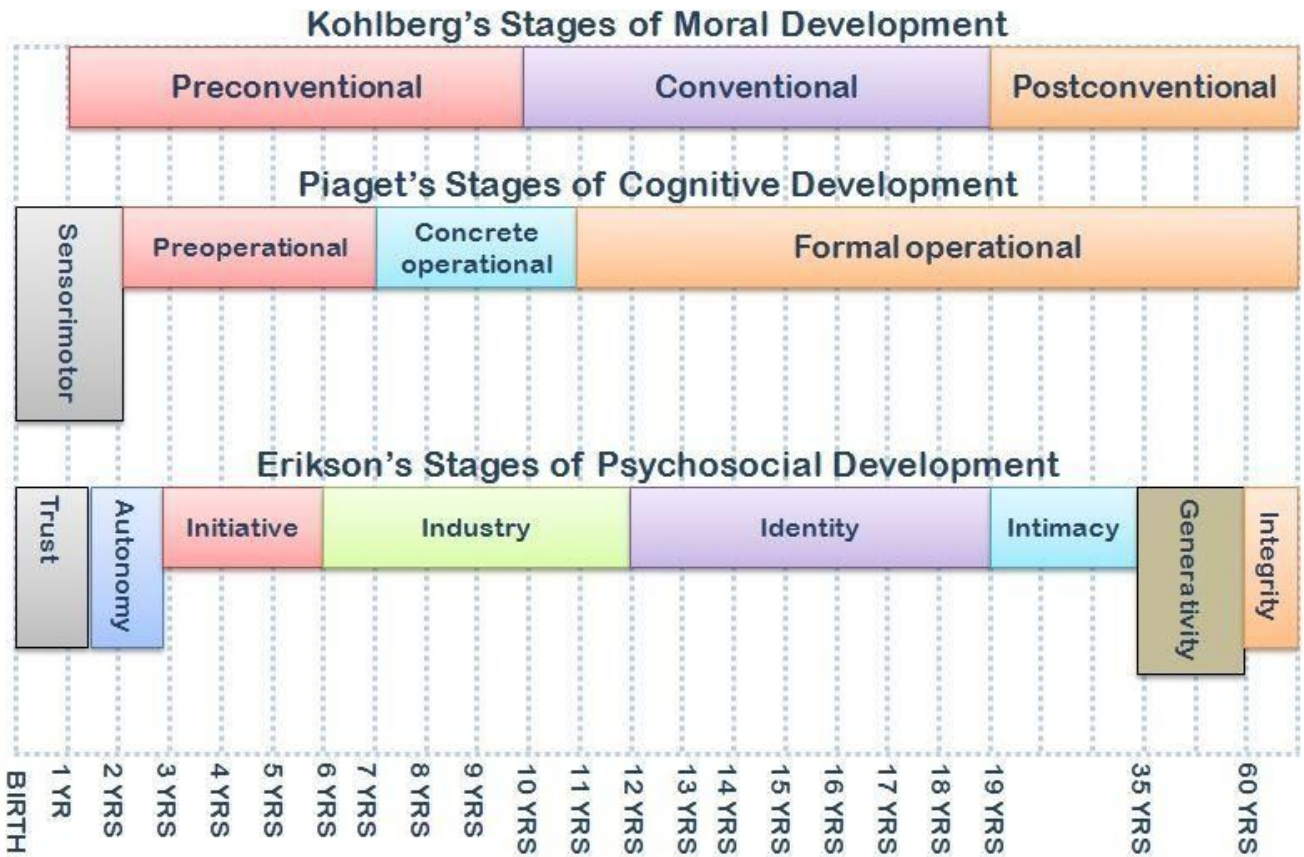 Kohlberg's Stages of Moral Development
Preconventional
Conventional
Postconventional
Piaget's Stages of Cognitive Development
Sensorimotor
Preoperational
Concrete
operational
Formal operational
Erikson's Stages of Psychosocial Development
Trust
Autonomy
Initiative
Industry
Identity
Intimacy
Generativity
Integrity
BIRTH
1 YR
2 YRS
3 YRS
4 YRS
5 YRS
6 YRS
7 YRS
8 YRS
9 YRS
10 YRS
11 YRS
12 YRS
13 YRS
14 YRS
15 YRS
16 YRS
17 YRS
18 YRS
19 YRS
35 YRS
60 YRS